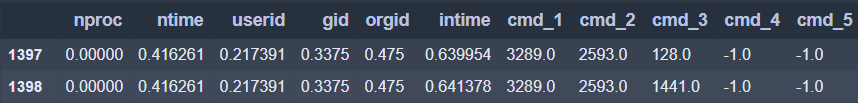 nproc ntime userid gid orgid intime cmd_1 cmd_2 cmd_3 cmd_4 cmd_5
1397 0.00000 0.416261 0.217391 0.3375 0.475 0.639954 3289.0 2593.0 128.0 -1.0 -1.0
1398 0.00000 0.416261 0.217391 0.3375 0.475 0.641378 3289.0 2593.0 1441.0 -1.0 -1.0